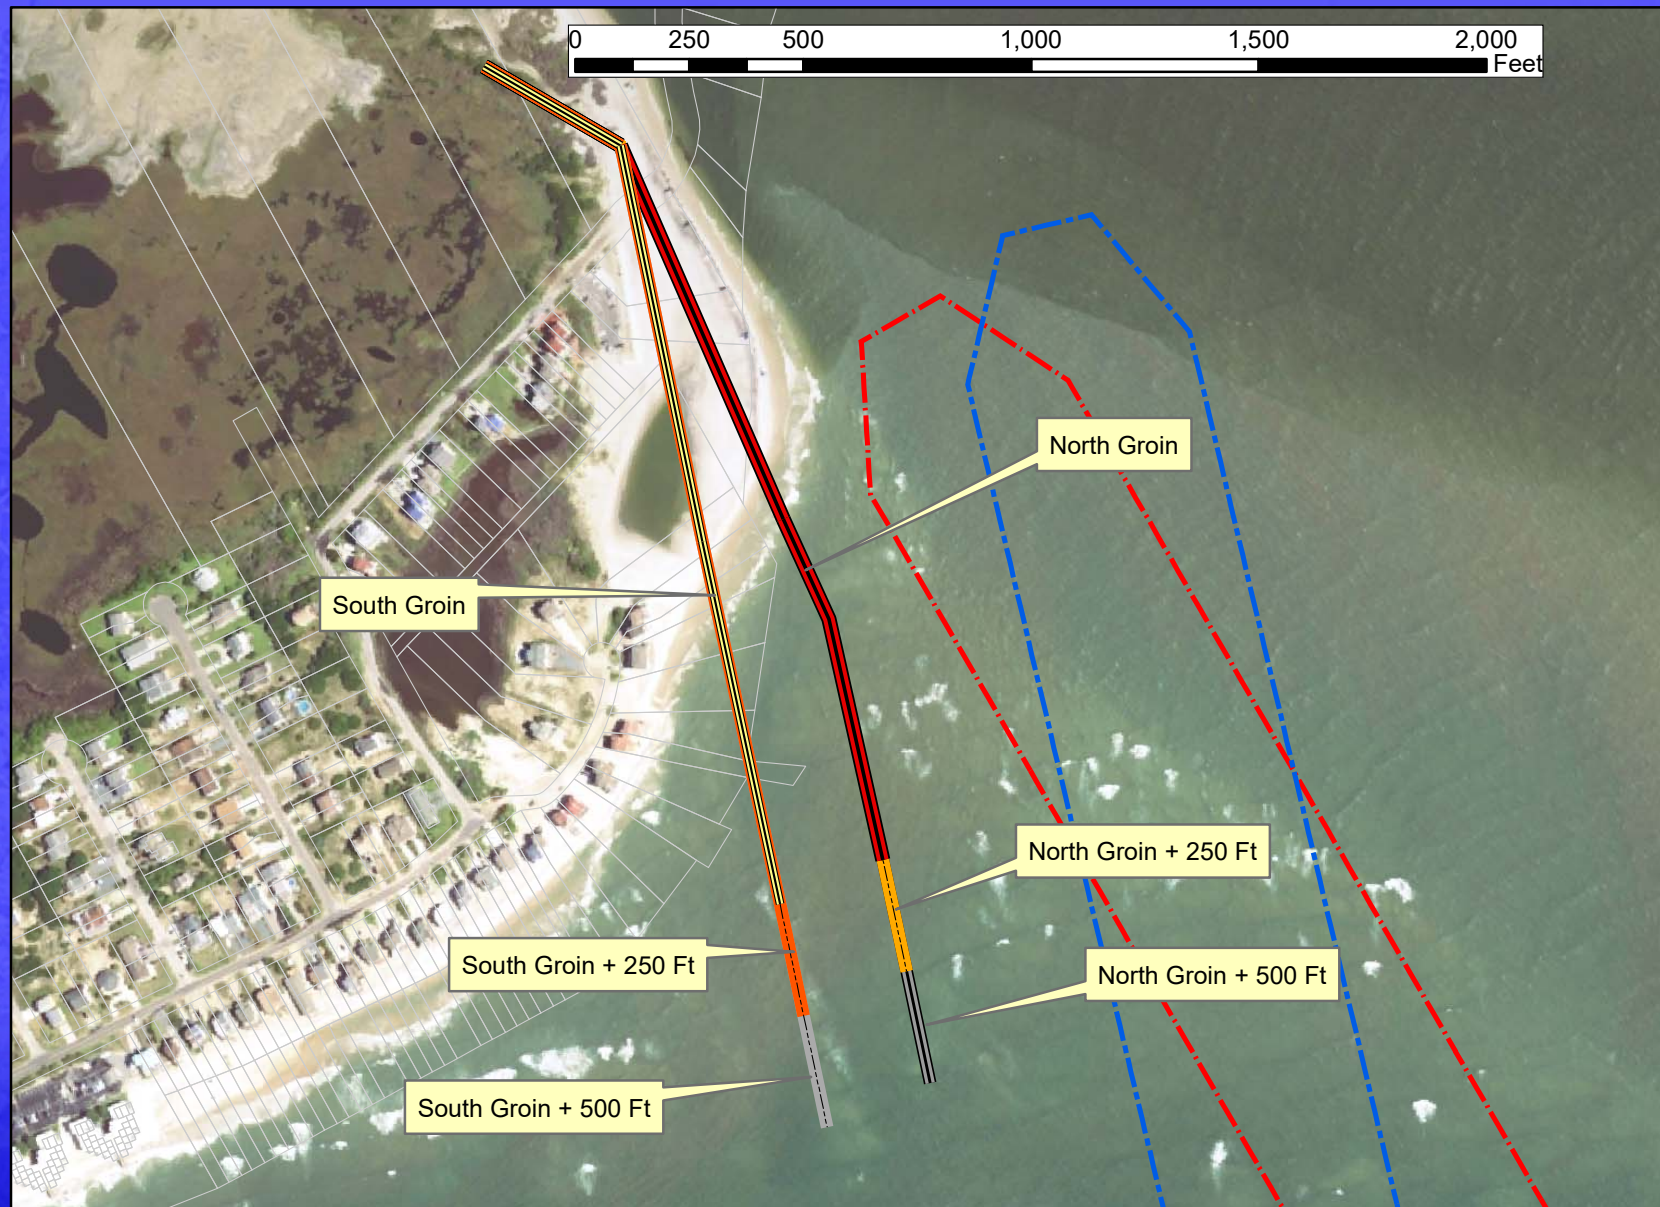 0 250 500 1,000 1,500 2,000
Feet
North Groin
South Groin
North Groin + 250 Ft
South Groin + 250 Ft
North Groin + 500 Ft
South Groin + 500 Ft